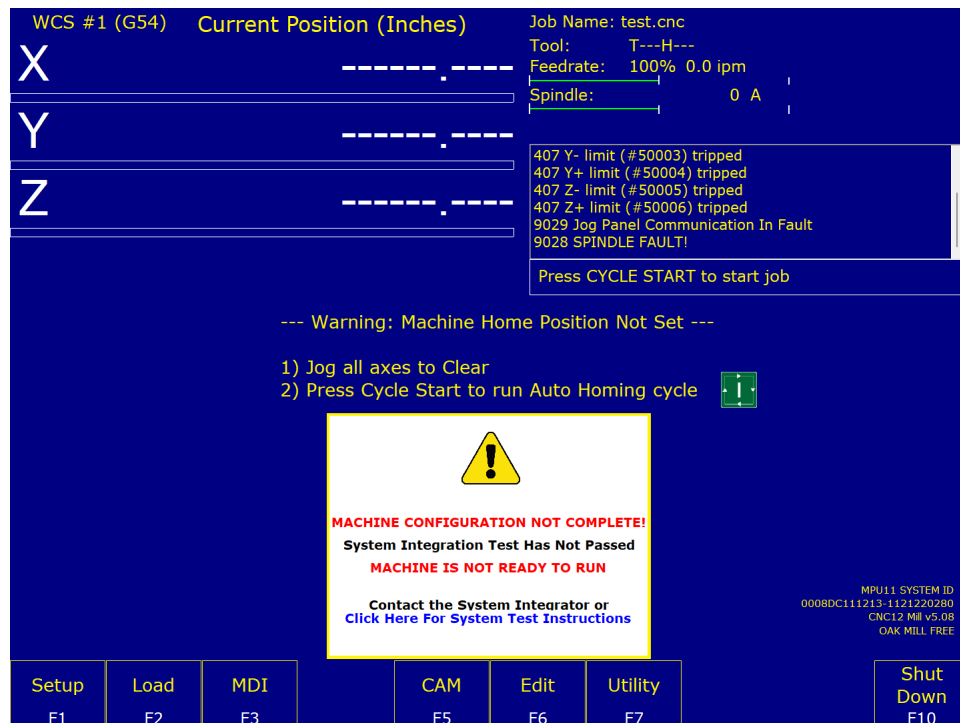 WCS #1 (G54)
Current Position (Inches)
X
------.----
Y
------.----
Z
------.----
Job Name: test.cnc
Tool: T---H---
Feedrate: 100% 0.0 ipm
Spindle: 0 A
407 Y- limit (#50003) tripped
407 Y+ limit (#50004) tripped
407 Z- limit (#50005) tripped
407 Z+ limit (#50006) tripped
9029 Jog Panel Communication In Fault
9028 SPINDLE FAULT!
Press CYCLE START to start job
--- Warning: Machine Home Position Not Set ---
1) Jog all axes to Clear
2) Press Cycle Start to run Auto Homing cycle
MACHINE CONFIGURATION NOT COMPLETE!
System Integration Test Has Not Passed
MACHINE IS NOT READY TO RUN
Contact the System Integrator or
Click Here For System Test Instructions
MPU11 SYSTEM ID
0008DC111213-1121220280
CNC12 Mill v5.08
OAK MILL FREE
Setup
F1
Load
F2
MDI
F3
CAM
F5
Edit
F6
Utility
F7
Shut
Down
F10